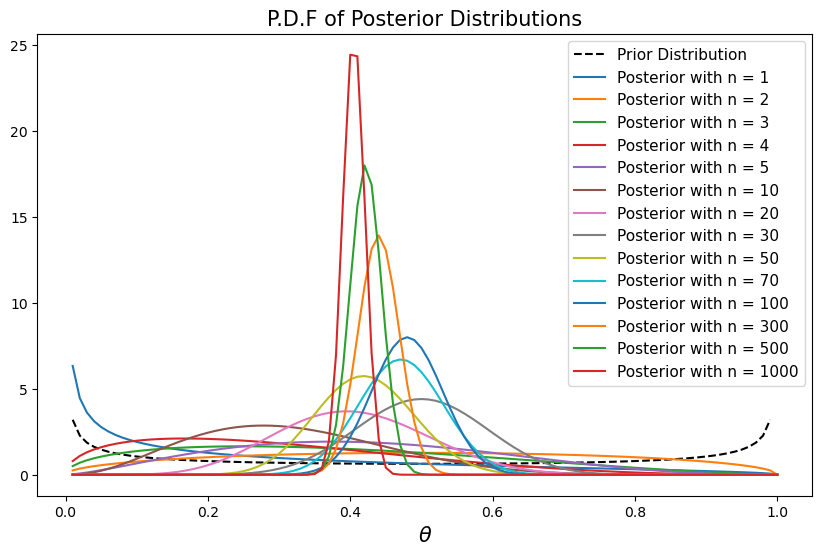 P.D.F of Posterior Distributions
25
20
15
10
5
0
0.0
0.2
0.4
0.6
0.8
1.0
θ
Prior Distribution
Posterior with n = 1
Posterior with n = 2
Posterior with n = 3
Posterior with n = 4
Posterior with n = 5
Posterior with n = 10
Posterior with n = 20
Posterior with n = 30
Posterior with n = 50
Posterior with n = 70
Posterior with n = 100
Posterior with n = 300
Posterior with n = 500
Posterior with n = 1000